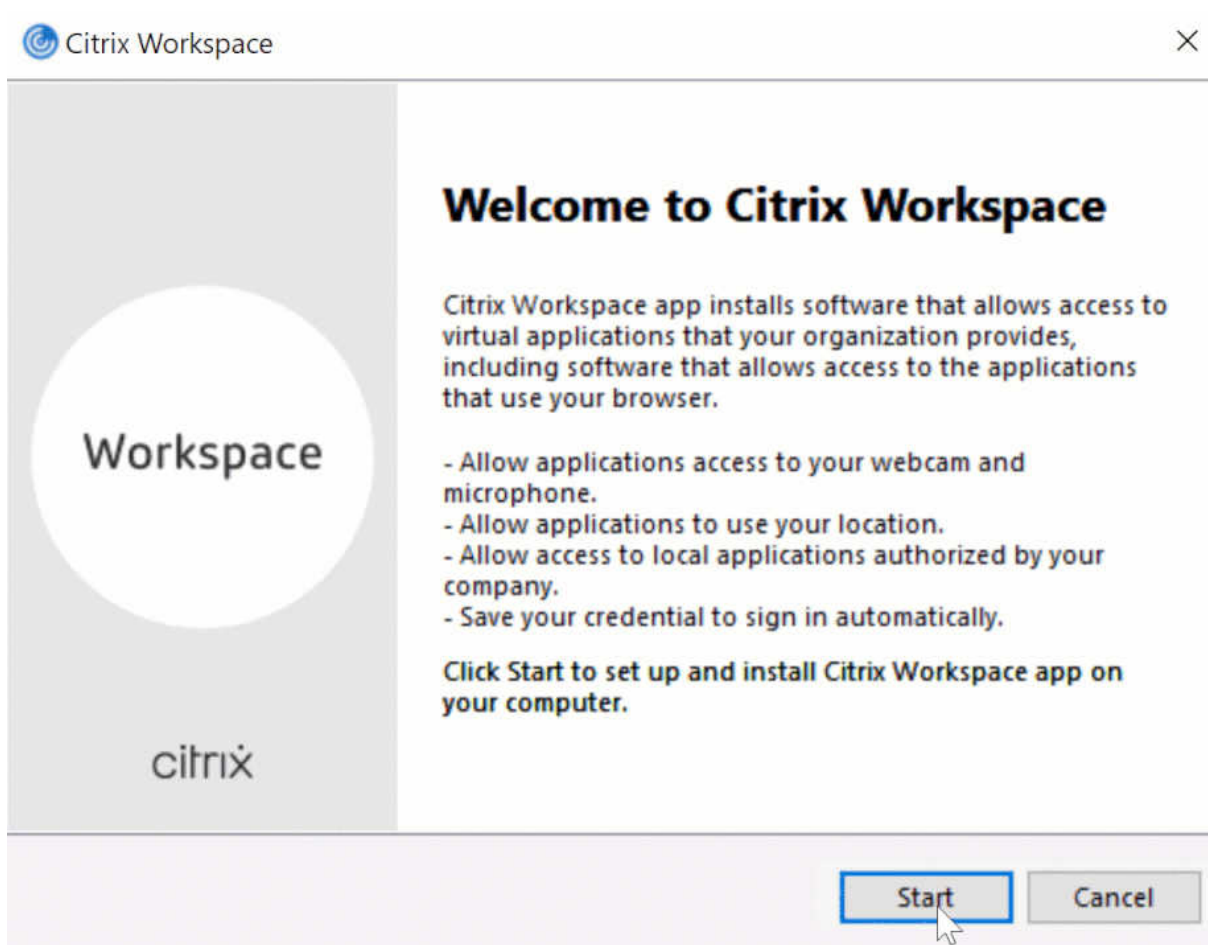 Citrix Workspace
Welcome to Citrix Workspace
Citrix Workspace app installs software that allows access to
virtual applications that your organization provides,
including software that allows access to the applications
that use your browser.
- Allow applications access to your webcam and
microphone.
- Allow applications to use your location.
- Allow access to local applications authorized by your
company.
- Save your credential to sign in automatically.
Click Start to set up and install Citrix Workspace app on
your computer.
Workspace
citrix
Start
Cancel